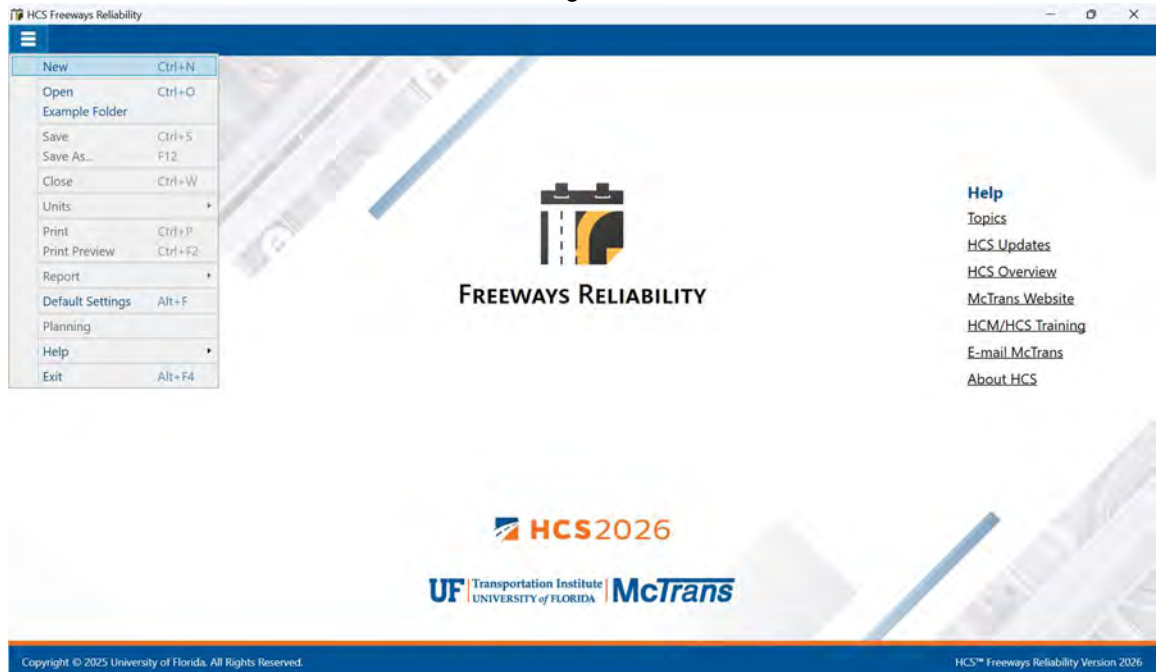 HCS Freeways Reliability
New Ctrl+N
Open Ctrl+O
Example Folder
Save Ctrl+S
Save As... F12
Close Ctrl+W
Units
Print Ctrl+P
Print Preview Ctrl+F2
Report
Default Settings Alt+F
Planning
Help
Exit Alt+F4
FREEWAYS RELIABILITY
Help
Topics
HCS Updates
HCS Overview
McTrans Website
HCM/HCS Training
E-mail McTrans
About HCS
HCS2026
UF Transportation Institute
UNIVERSITY of FLORIDA
McTrans
Copyright © 2025 University of Florida. All Rights Reserved.
HCS™ Freeways Reliability Version 2026